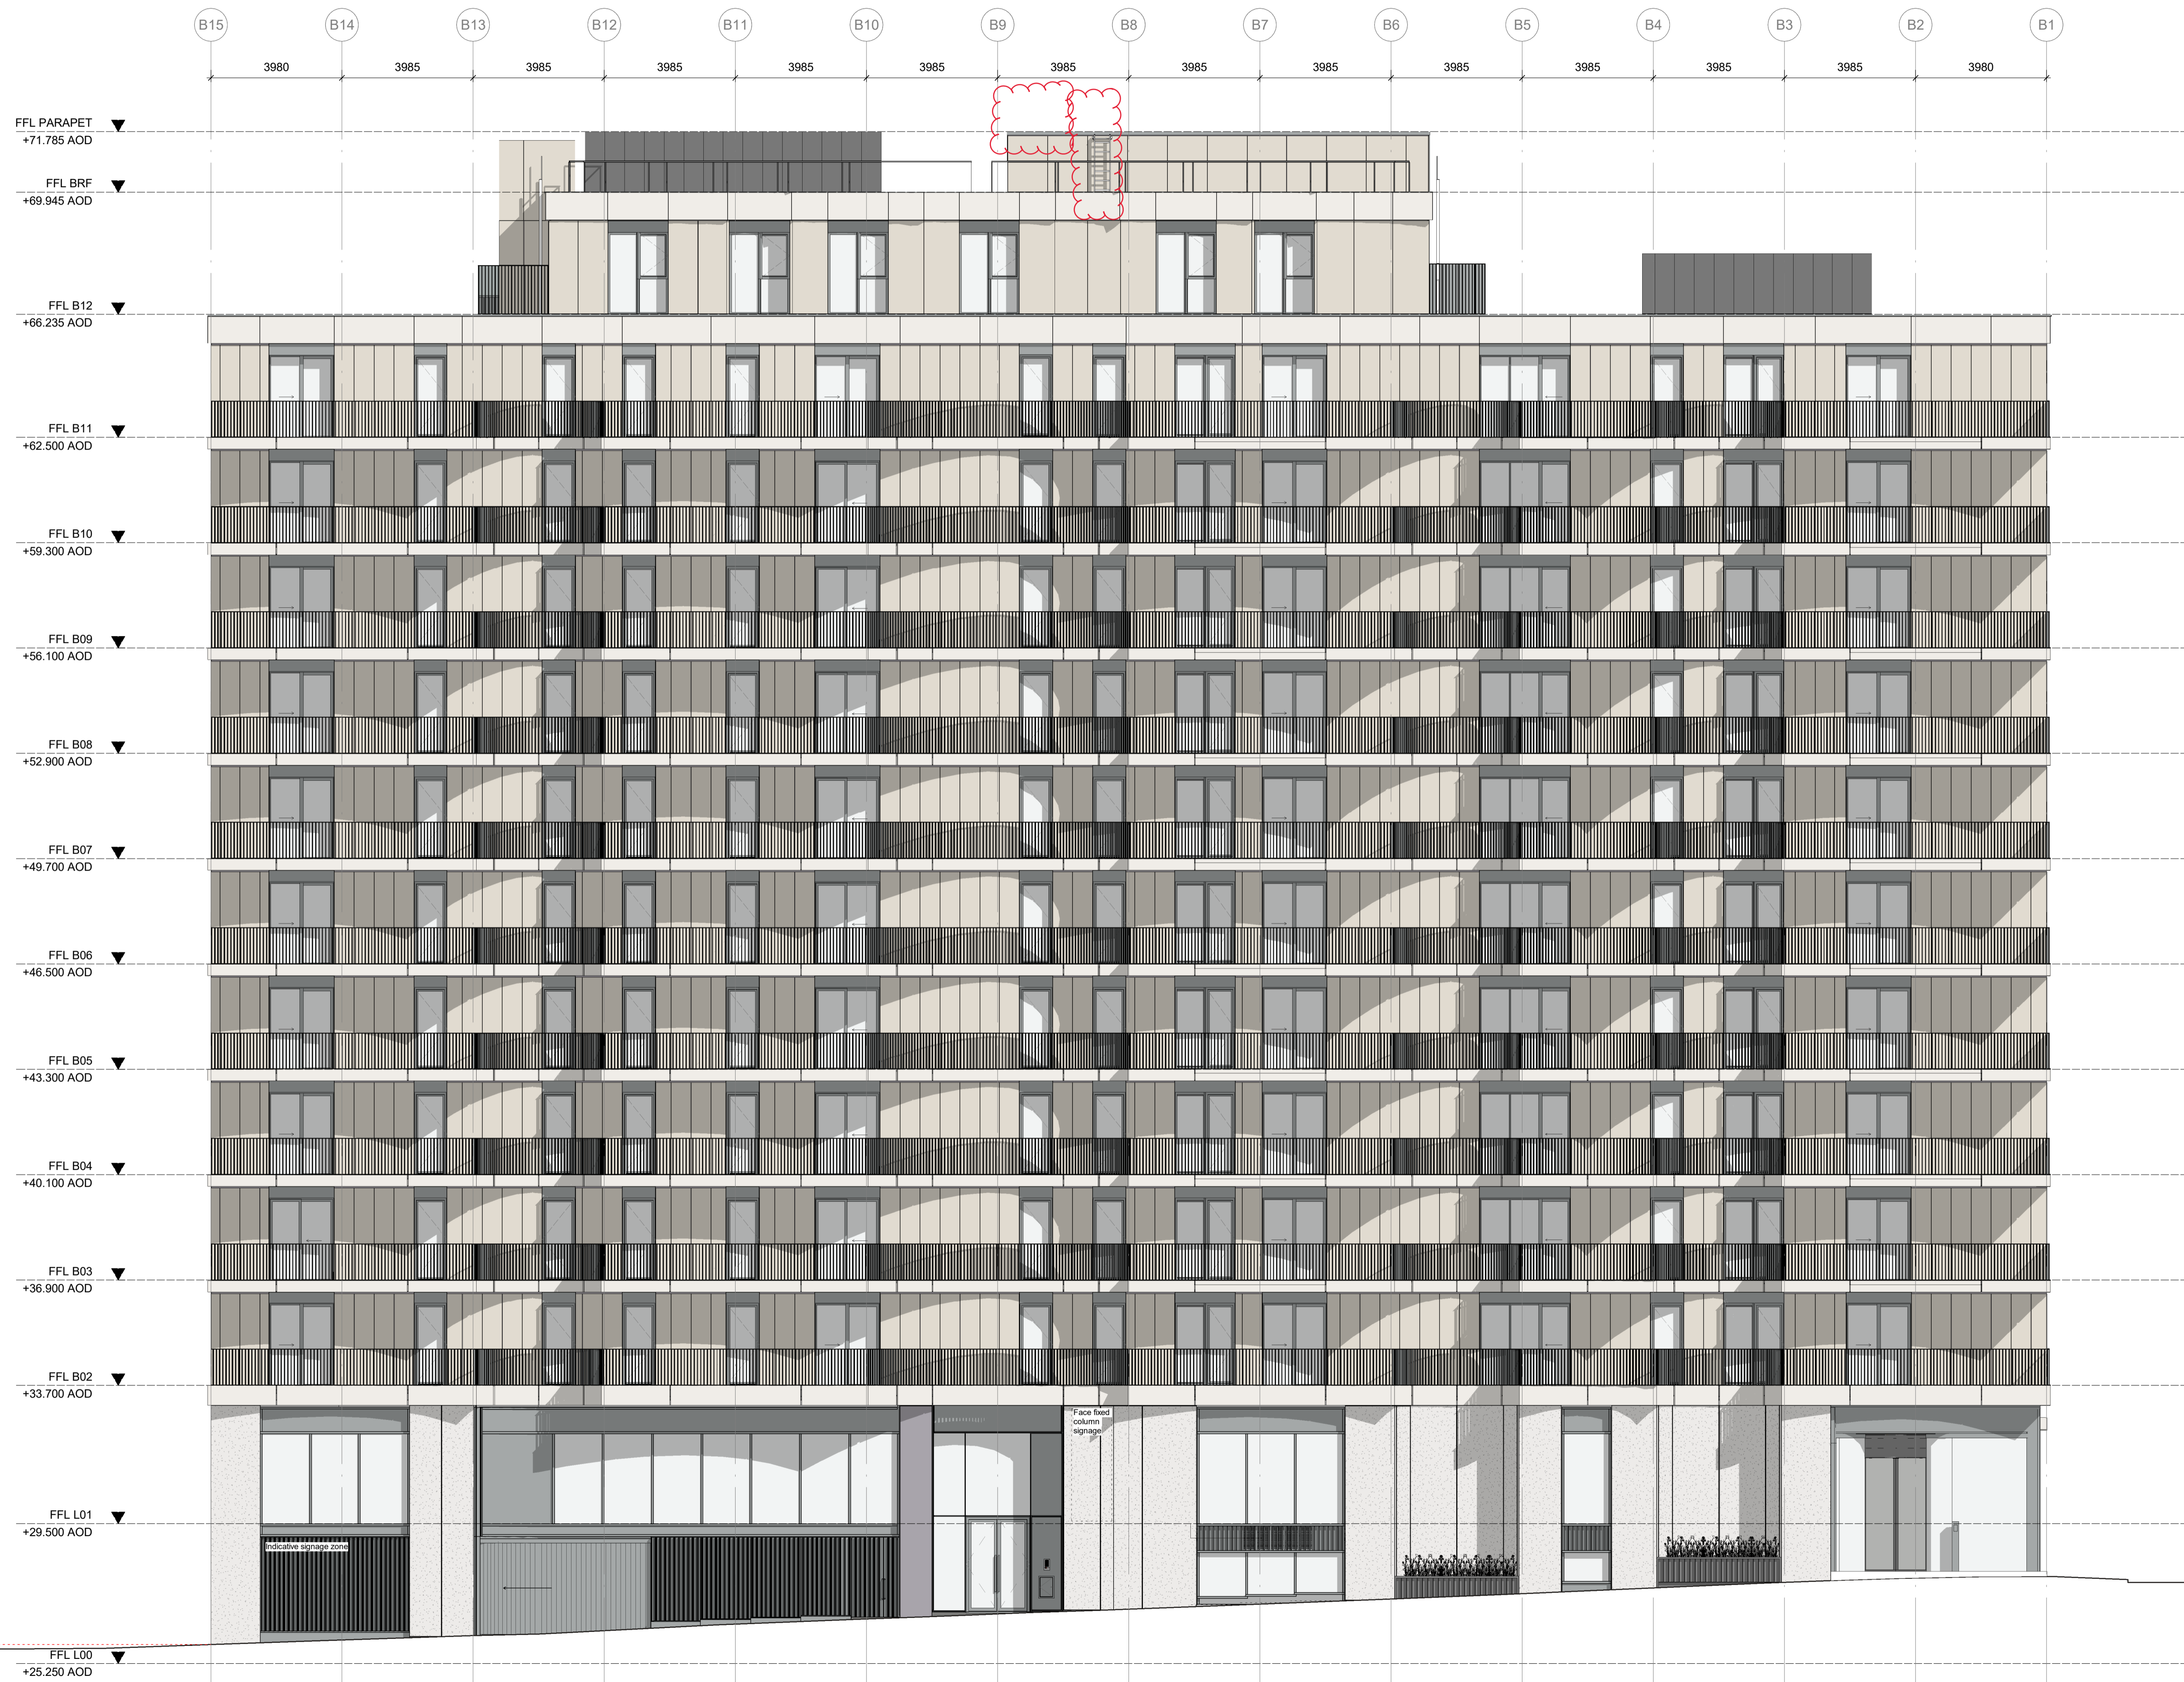 B15 B14 B13 B12 B11 B10 B9 B8 B7 B6 B5 B4 B3 B2 B1
3980 3985 3985 3985 3985 3985 3985 3985 3985 3985 3985 3985 3985 3980
FFL PARAPET
+71.785 AOD
FFL BRF
+69.945 AOD
FFL B12
+66.235 AOD
FFL B11
+62.500 AOD
FFL B10
+59.300 AOD
FFL B09
+56.100 AOD
FFL B08
+52.900 AOD
FFL B07
+49.700 AOD
FFL B06
+46.500 AOD
FFL B05
+43.300 AOD
FFL B04
+40.100 AOD
FFL B03
+36.900 AOD
FFL B02
+33.700 AOD
Face fixed
column
signage
FFL L01
+29.500 AOD
Indicative signage zone
FFL L00
+25.250 AOD